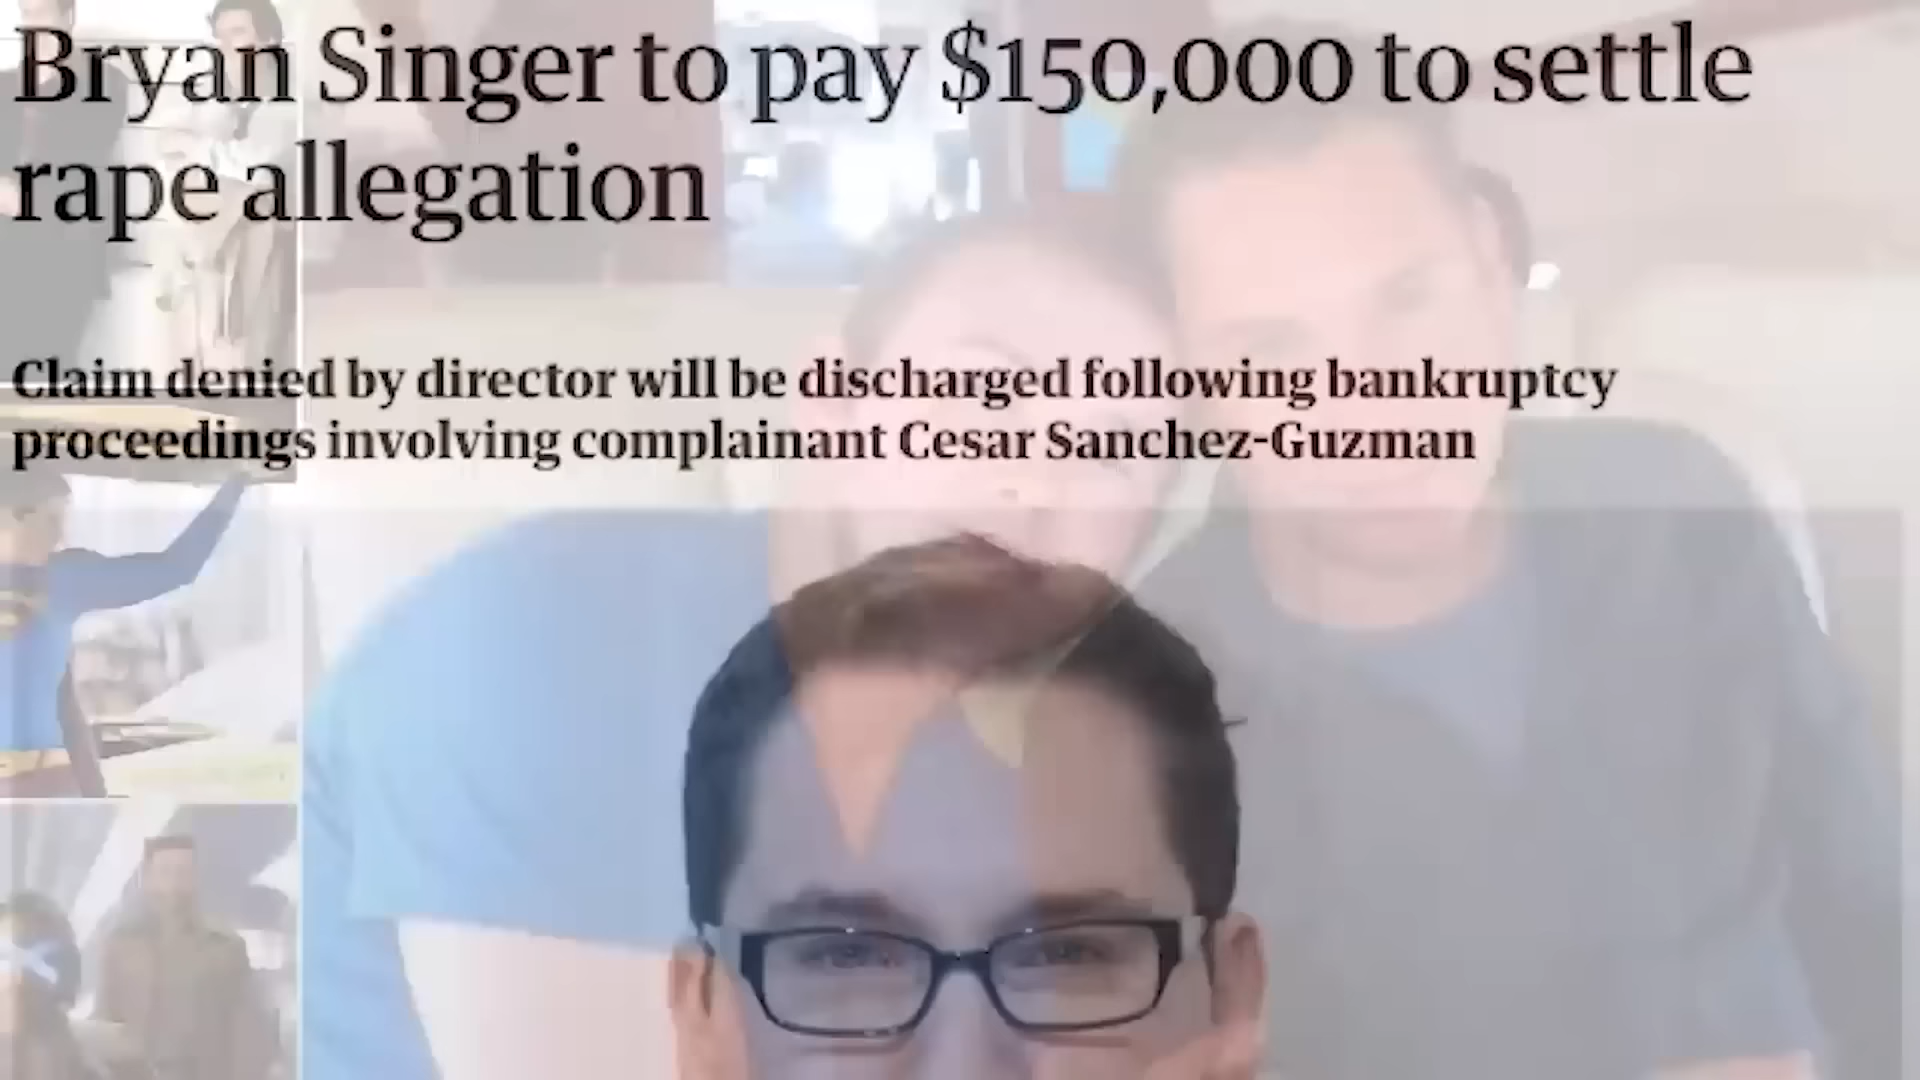 Bryan Singer to pay $150,000 to settle
rape allegation
Claim denied by director will be discharged following bankruptcy
proceedings involving complainant Cesar Sanchez-Guzman